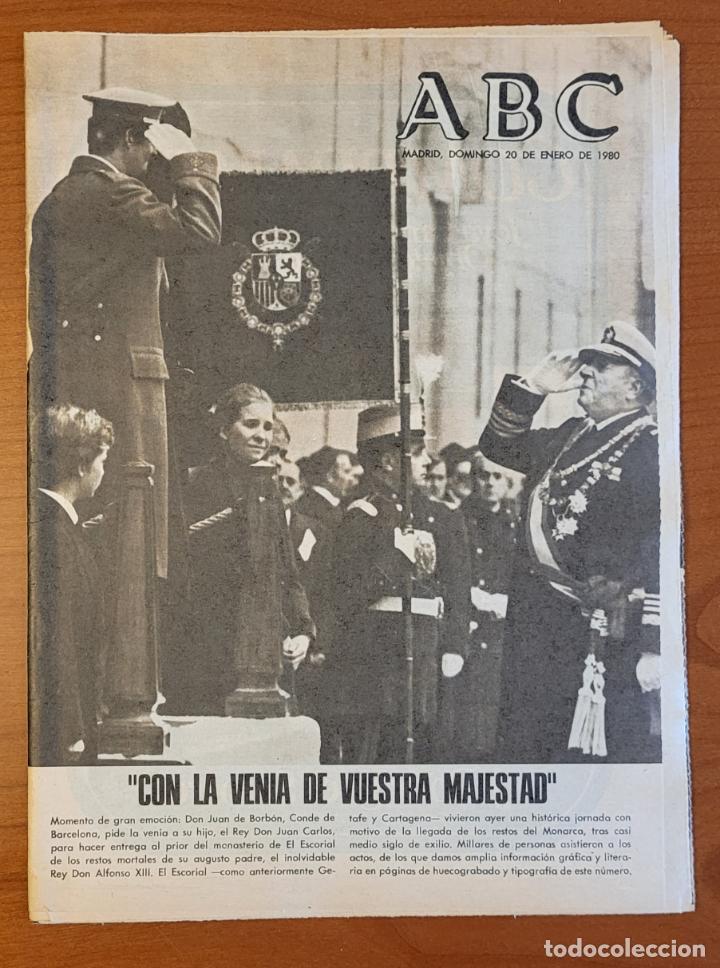 ABC
MADRID, DOMINGO 20 DE ENERO DE 1980
"CON LA VENIA DE VUESTRA MAJESTAD"
Momento de gran emoción: Don Juan de Borbón, Conde de
Barcelona, pide la venia a su hijo, el Rey Don Juan Carlos,
para hacer entrega al prior del monasterio de El Escorial
de los restos mortales de su augusto padre, el inolvidable
Rey Don Alfonso XIII. El Escorial —como anteriormente Ge-
tafe y Cartagena— vivieron ayer una histórica jornada con
motivo de la llegada de los restos del Monarca, tras casi
medio siglo de exilio. Millares de personas asistieron a los
actos, de los que damos amplia información gráfica y litera-
ria en páginas de huecograbado y tipografía de este número.
todocoleccion